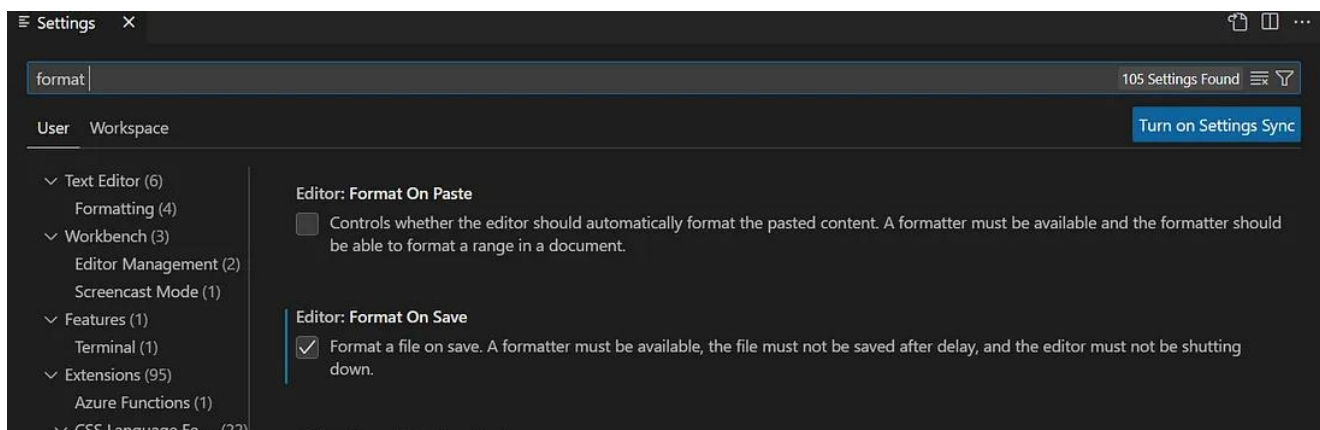 Settings
format
105 Settings Found
User Workspace
Turn on Settings Sync
Text Editor (6)
Formatting (4)
Workbench (3)
Editor Management (2)
Screencast Mode (1)
Features (1)
Terminal (1)
Extensions (95)
Azure Functions (1)
CSS Language Fe... (22)
Editor: Format On Paste
Controls whether the editor should automatically format the pasted content. A formatter must be available and the formatter should
be able to format a range in a document.
Editor: Format On Save
Format a file on save. A formatter must be available, the file must not be saved after delay, and the editor must not be shutting
down.